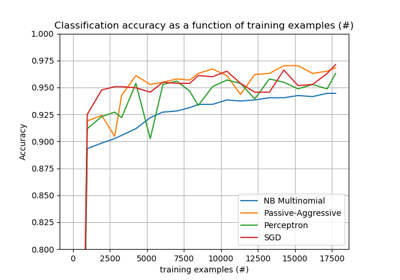 Classification accuracy as a function of training examples (#)
1.000
0.975
0.950
0.925
0.900
0.875
0.850
0.825
0.800
Accuracy
NB Multinomial
Passive-Aggressive
Perceptron
SGD
0 2500 5000 7500 10000 12500 15000 17500
training examples (#)